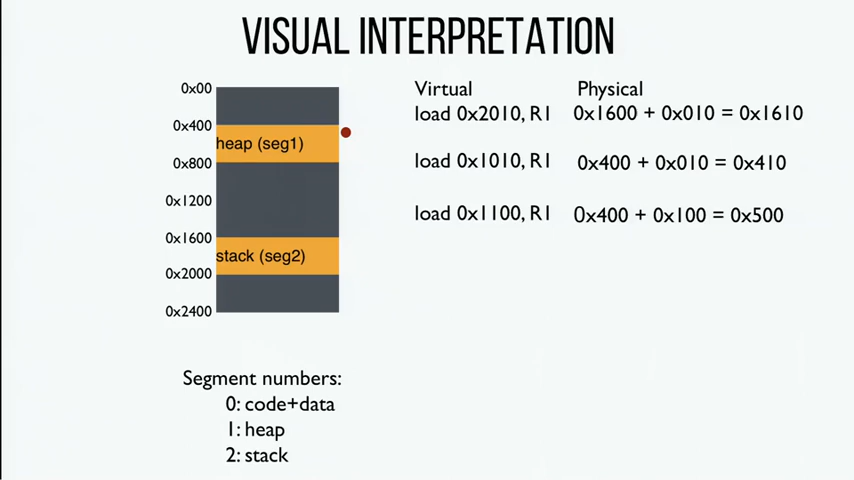 VISUAL INTERPRETATION
0x00
0x400
heap (seg1)
0x800
0x1200
0x1600
stack (seg2)
0x2000
0x2400
Virtual Physical
load 0x2010, R1 0x1600 + 0x010 = 0x1610
load 0x1010, R1 0x400 + 0x010 = 0x410
load 0x1100, R1 0x400 + 0x100 = 0x500
Segment numbers:
0: code+data
1: heap
2: stack